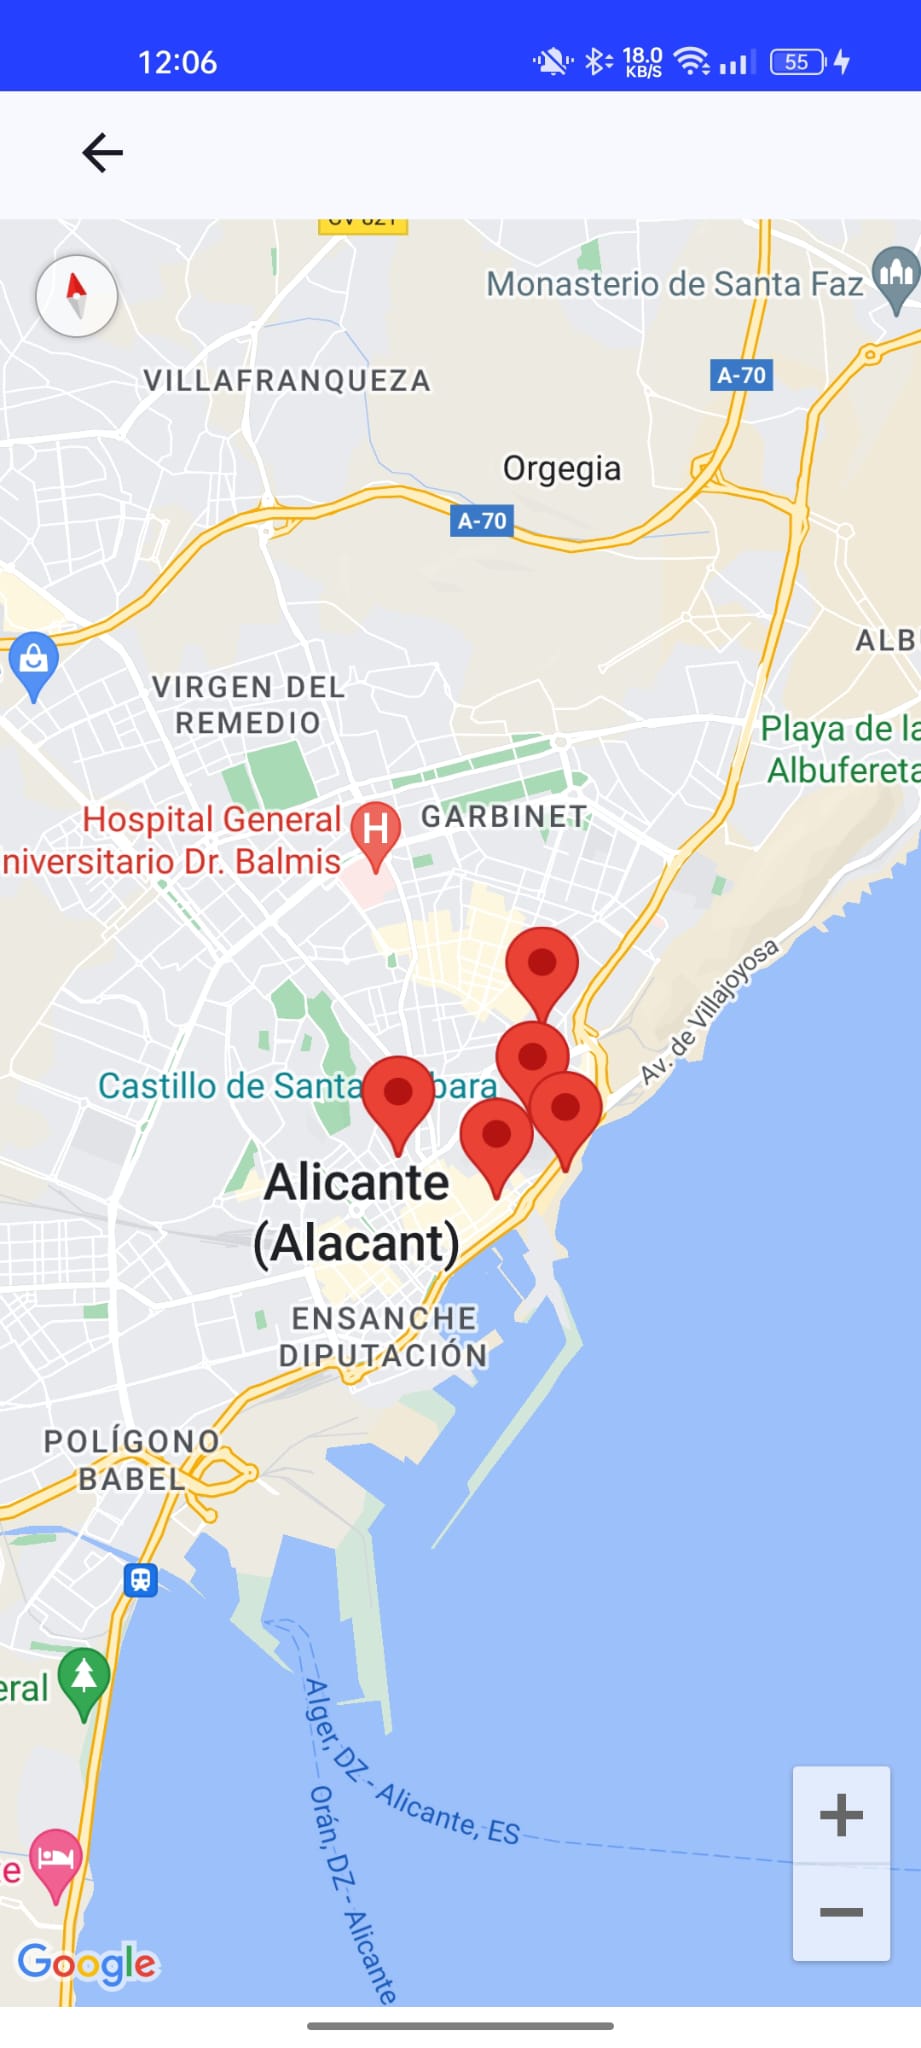 12:06
18.0
KB/S
55
CV-821
Monasterio de Santa Faz
VILLAFRANQUEZA
A-70
Orgegia
A-70
ALB
VIRGEN DEL
REMEDIO
Playa de la
Albufereta
Hospital General
niversitario Dr. Balmis
H
GARBINET
Av. de Villajoyosa
Castillo de Santa bara
Alicante
(Alacant)
ENSANCHE
DIPUTACIÓN
POLÍGONO
BABEL
eral
Alger, DZ - Alicante, ES
Orán, DZ - Alicante
e
Google